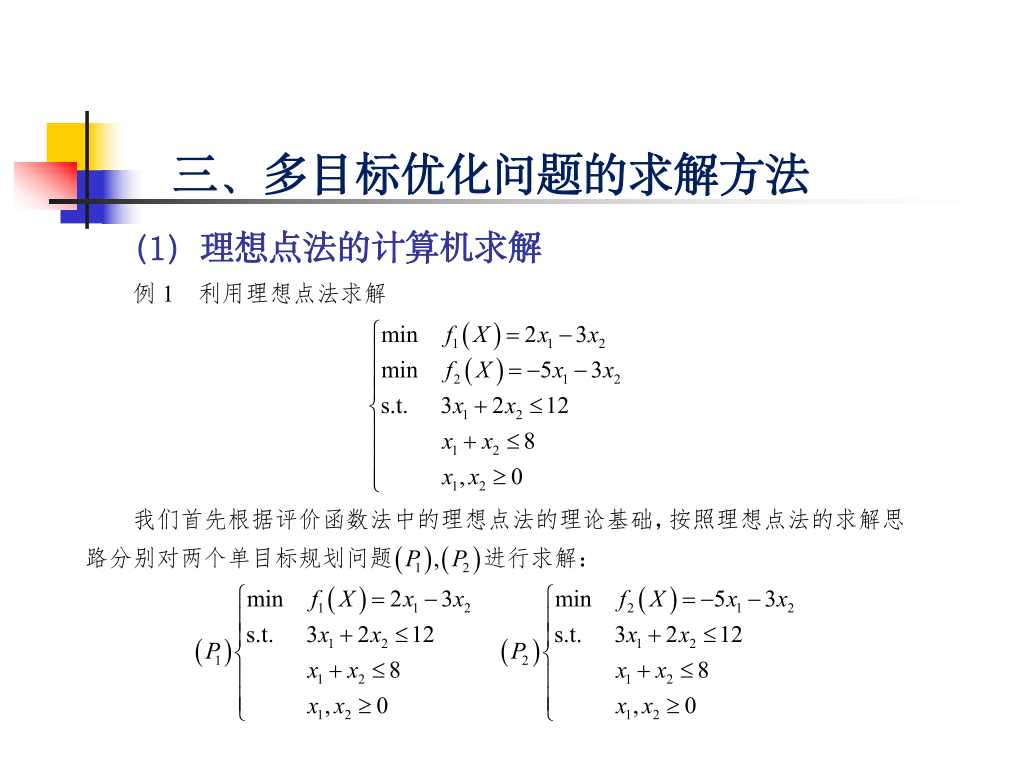 三、多目标优化问题的求解方法
(1) 理想点法的计算机求解
例 1 利用理想点法求解
min f₁(X) = 2x₁ − 3x₂
min f₂(X) = −5x₁ − 3x₂
s.t. 3x₁ + 2x₂ ≤ 12
x₁ + x₂ ≤ 8
x₁, x₂ ≥ 0
我们首先根据评价函数法中的理想点法的理论基础,按照理想点法的求解思
路分别对两个单目标规划问题(P₁),(P₂)进行求解:
(P₁) min f₁(X) = 2x₁ − 3x₂
s.t. 3x₁ + 2x₂ ≤ 12
x₁ + x₂ ≤ 8
x₁, x₂ ≥ 0
(P₂) min f₂(X) = −5x₁ − 3x₂
s.t. 3x₁ + 2x₂ ≤ 12
x₁ + x₂ ≤ 8
x₁, x₂ ≥ 0